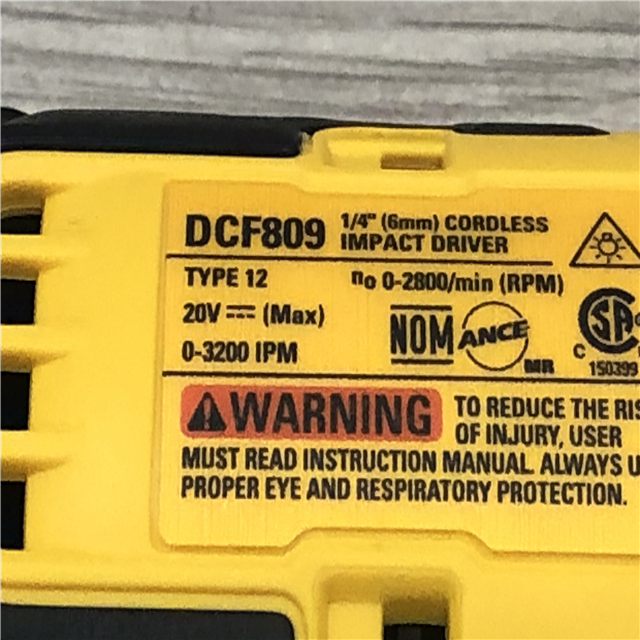 DCF809 1/4" (6mm) CORDLESS
IMPACT DRIVER
TYPE 12 no 0-2800/min (RPM)
20V ⎓ (Max)
0-3200 IPM
NOM ANCE MR
SA C 150399
WARNING TO REDUCE THE RIS
OF INJURY, USER
MUST READ INSTRUCTION MANUAL. ALWAYS U
PROPER EYE AND RESPIRATORY PROTECTION.